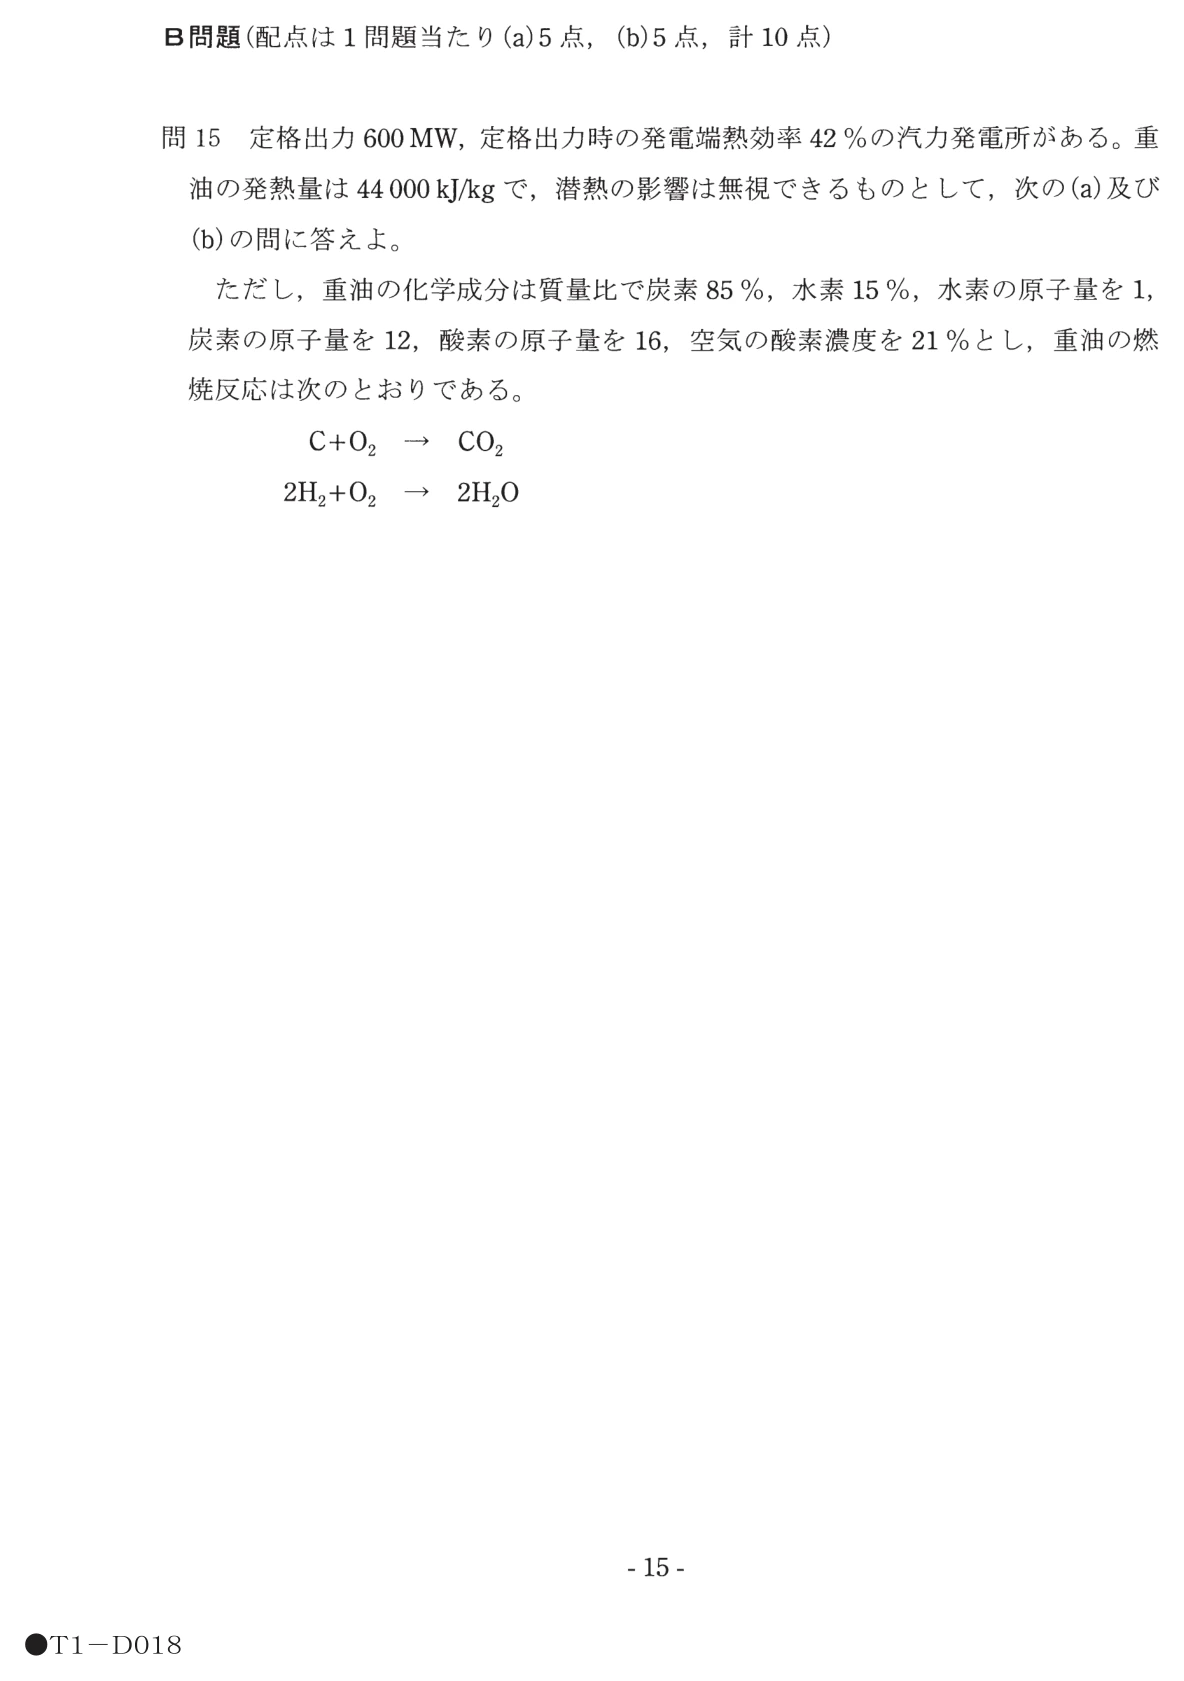 B問題(配点は1問題当たり(a)5点，(b)5点，計10点)
問15　定格出力600 MW，定格出力時の発電端熱効率42 %の汽力発電所がある。重
油の発熱量は44 000 kJ/kgで，潜熱の影響は無視できるものとして，次の(a)及び
(b)の問に答えよ。
ただし，重油の化学成分は質量比で炭素85 %，水素15 %，水素の原子量を1，
炭素の原子量を12，酸素の原子量を16，空気の酸素濃度を21 %とし，重油の燃
焼反応は次のとおりである。
C+O₂　→　CO₂
2H₂+O₂　→　2H₂O
- 15 -
●T1－D018